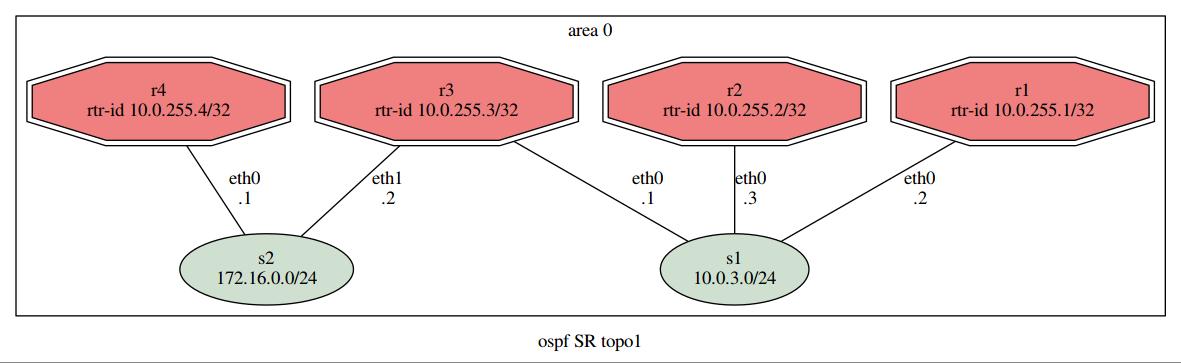 area 0
r4
rtr-id 10.0.255.4/32
r3
rtr-id 10.0.255.3/32
r2
rtr-id 10.0.255.2/32
r1
rtr-id 10.0.255.1/32
eth0
.1
eth1
.2
eth0
.1
eth0
.3
eth0
.2
s2
172.16.0.0/24
s1
10.0.3.0/24
ospf SR topo1